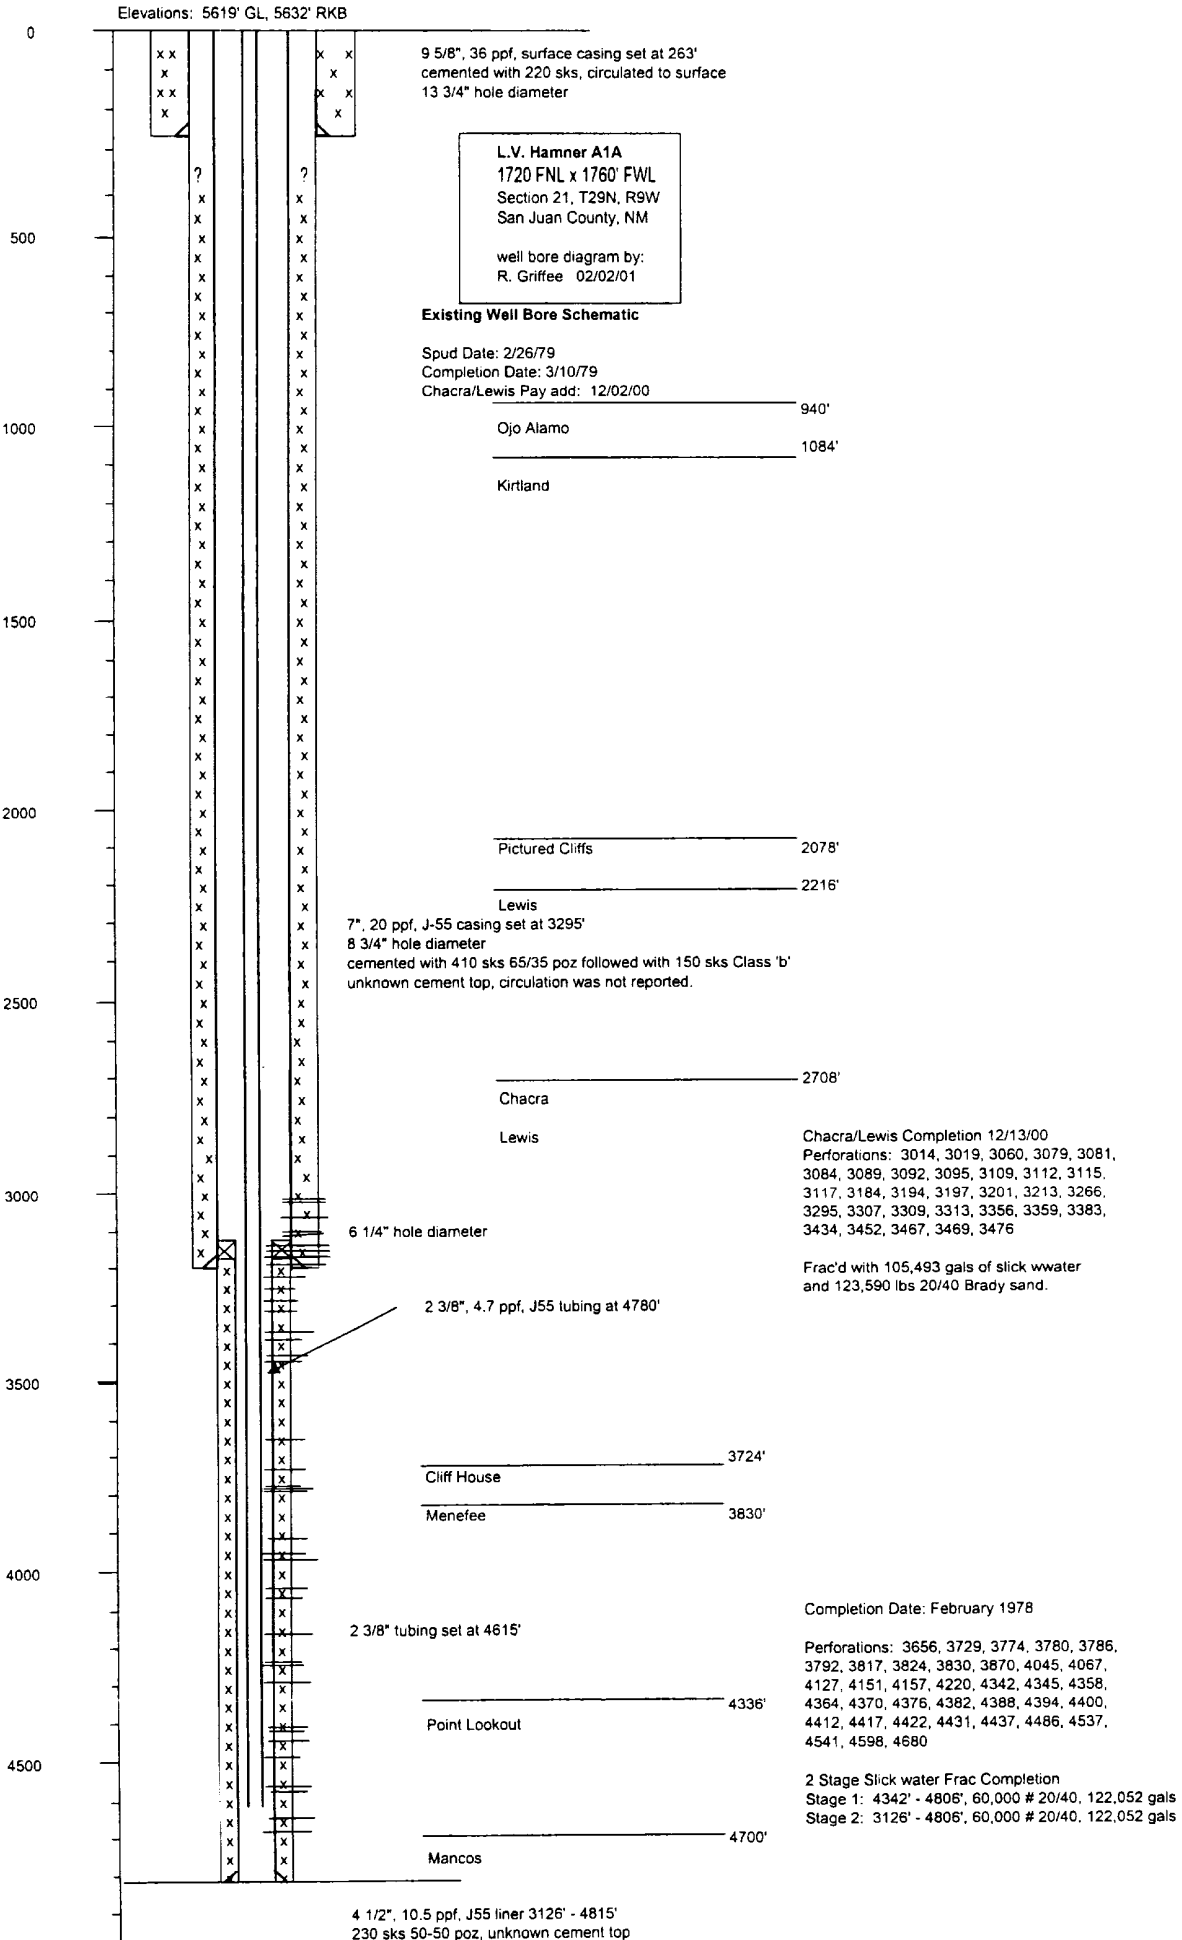 Elevations: 5619' GL, 5632' RKB
0
9 5/8", 36 ppf, surface casing set at 263'
cemented with 220 sks, circulated to surface
13 3/4" hole diameter
L.V. Hamner A1A
1720 FNL x 1760' FWL
Section 21, T29N, R9W
San Juan County, NM
well bore diagram by:
R. Griffee 02/02/01
? ?
500
Existing Well Bore Schematic
Spud Date: 2/26/79
Completion Date: 3/10/79
Chacra/Lewis Pay add: 12/02/00
940'
1000
Ojo Alamo
1084'
Kirtland
1500
2000
Pictured Cliffs 2078'
2216'
Lewis
7", 20 ppf, J-55 casing set at 3295'
8 3/4" hole diameter
cemented with 410 sks 65/35 poz followed with 150 sks Class 'b'
unknown cement top, circulation was not reported.
2500
2708'
Chacra
Lewis
Chacra/Lewis Completion 12/13/00
Perforations: 3014, 3019, 3060, 3079, 3081,
3084, 3089, 3092, 3095, 3109, 3112, 3115,
3117, 3184, 3194, 3197, 3201, 3213, 3266,
3295, 3307, 3309, 3313, 3356, 3359, 3383,
3434, 3452, 3467, 3469, 3476
3000
6 1/4" hole diameter
Frac'd with 105,493 gals of slick wwater
and 123,590 lbs 20/40 Brady sand.
2 3/8", 4.7 ppf, J55 tubing at 4780'
3500
3724'
Cliff House
Menefee 3830'
4000
Completion Date: February 1978
2 3/8" tubing set at 4615'
Perforations: 3656, 3729, 3774, 3780, 3786,
3792, 3817, 3824, 3830, 3870, 4045, 4067,
4127, 4151, 4157, 4220, 4342, 4345, 4358,
4364, 4370, 4376, 4382, 4388, 4394, 4400,
4412, 4417, 4422, 4431, 4437, 4486, 4537,
4541, 4598, 4680
4336'
Point Lookout
4500
2 Stage Slick water Frac Completion
Stage 1: 4342' - 4806', 60,000 # 20/40, 122,052 gals
Stage 2: 3126' - 4806', 60,000 # 20/40, 122,052 gals
4700'
Mancos
4 1/2", 10.5 ppf, J55 liner 3126' - 4815'
230 sks 50-50 poz, unknown cement top